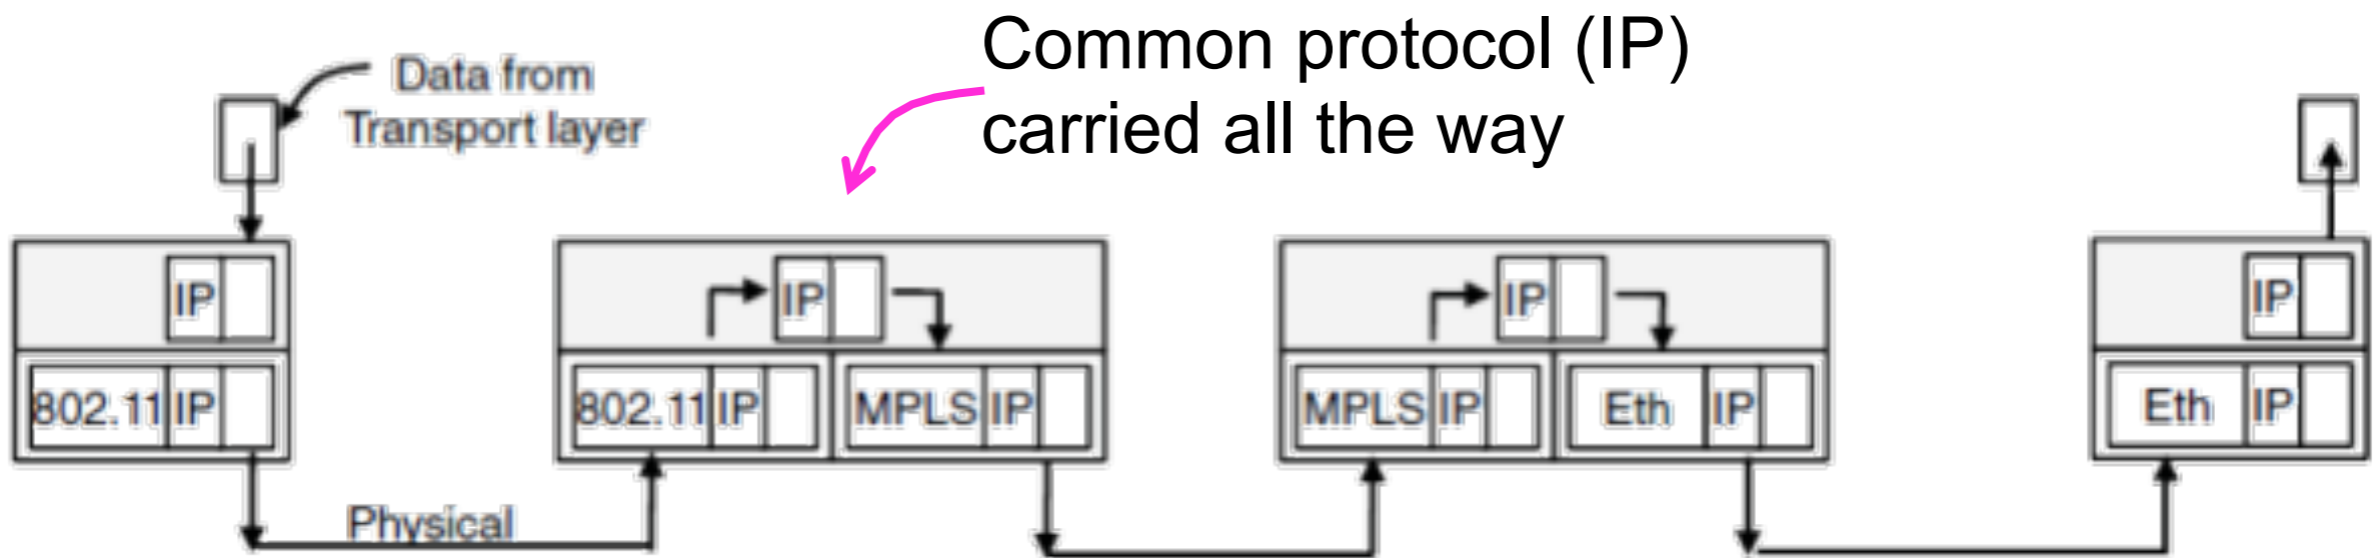 Common protocol (IP)
carried all the way
Data from
Transport layer
IP
IP
IP
IP
802.11 IP
802.11 IP
MPLS IP
MPLS IP
Eth IP
Eth IP
Physical